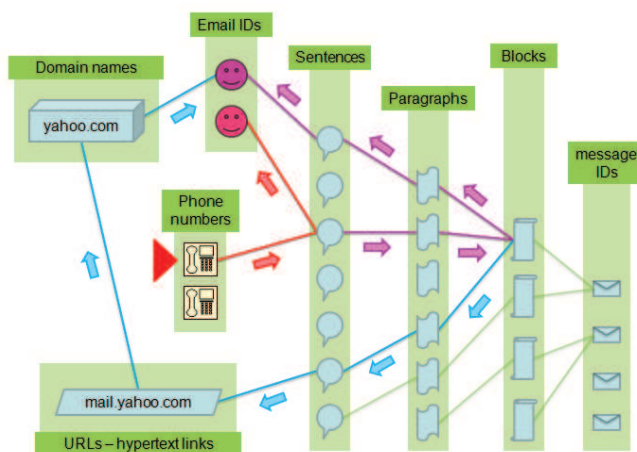 Email IDs
Sentences
Blocks
Domain names
Paragraphs
yahoo.com
message
IDs
Phone
numbers
mail.yahoo.com
URLs – hypertext links